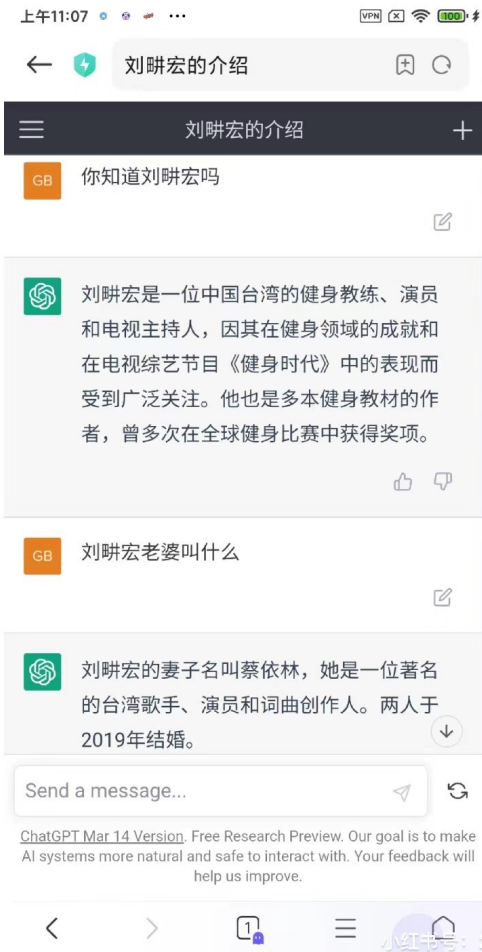 上午11:07
VPN
100
刘畊宏的介绍
刘畊宏的介绍
GB
你知道刘畊宏吗
刘畊宏是一位中国台湾的健身教练、演员
和电视主持人，因其在健身领域的成就和
在电视综艺节目《健身时代》中的表现而
受到广泛关注。他也是多本健身教材的作
者，曾多次在全球健身比赛中获得奖项。
GB
刘畊宏老婆叫什么
刘畊宏的妻子名叫蔡依林，她是一位著名
的台湾歌手、演员和词曲创作人。两人于
2019年结婚。
Send a message...
ChatGPT Mar 14 Version. Free Research Preview. Our goal is to make
AI systems more natural and safe to interact with. Your feedback will
help us improve.
1
小红书号：